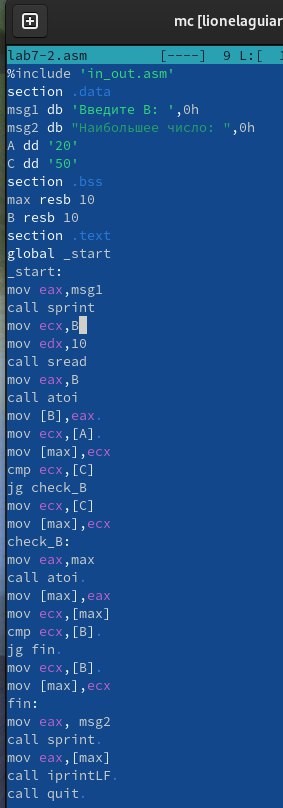 mc [lionelaguiar
lab7-2.asm [----] 9 L:[ 1
%include 'in_out.asm'
section .data
msg1 db 'Введите B: ',0h
msg2 db "Наибольшее число: ",0h
A dd '20'
C dd '50'
section .bss
max resb 10
B resb 10
section .text
global _start
_start:
mov eax,msg1
call sprint
mov ecx,B
mov edx,10
call sread
mov eax,B
call atoi
mov [B],eax.
mov ecx,[A].
mov [max],ecx
cmp ecx,[C]
jg check_B
mov ecx,[C]
mov [max],ecx
check_B:
mov eax,max
call atoi.
mov [max],eax
mov ecx,[max]
cmp ecx,[B].
jg fin.
mov ecx,[B].
mov [max],ecx
fin:
mov eax, msg2
call sprint.
mov eax,[max]
call iprintLF.
call quit.